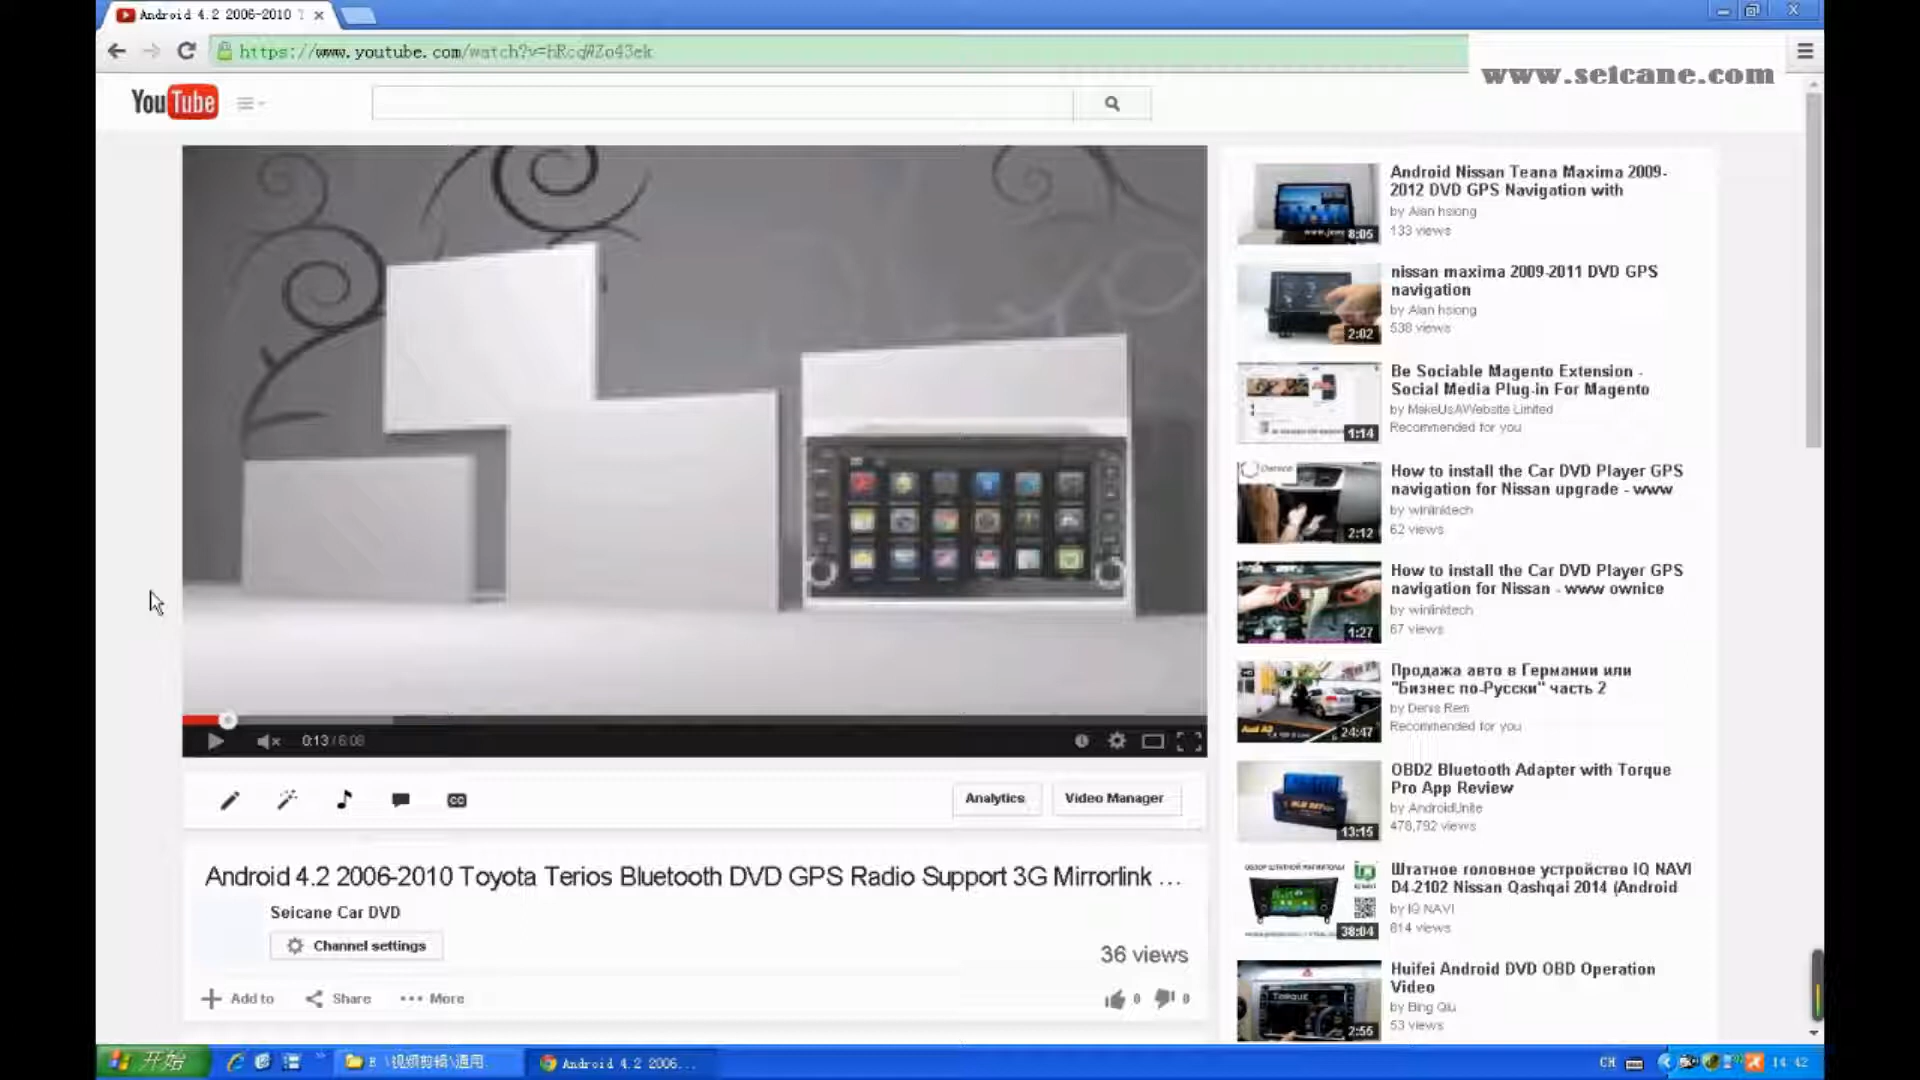 Android 4.2 2006-2010 T
https://www.youtube.com/watch?v=hRcqWZo43ek
www.seicane.com
YouTube
Android Nissan Teana Maxima 2009-
2012 DVD GPS Navigation with
by Alan hsiong
133 views
8:05
nissan maxima 2009-2011 DVD GPS
navigation
by Alan hsiong
538 views
2:02
Be Sociable Magento Extension -
Social Media Plug-in For Magento
by MakeUsAWebsite Limited
Recommended for you
1:14
How to install the Car DVD Player GPS
navigation for Nissan upgrade - www
by winlinktech
62 views
2:12
How to install the Car DVD Player GPS
navigation for Nissan - www ownice
by winlinktech
67 views
1:27
Продажа авто в Германии или
"Бизнес по-Русски" часть 2
by Denis Rem
Recommended for you
24:47
OBD2 Bluetooth Adapter with Torque
Pro App Review
by AndroidUnite
478,792 views
13:15
Штатное головное устройство IQ NAVI
D4-2102 Nissan Qashqai 2014 (Android
by IQ NAVI
814 views
38:04
Huifei Android DVD OBD Operation
Video
by Bing Qiu
53 views
2:56
0:13 / 6:08
Analytics
Video Manager
Android 4.2 2006-2010 Toyota Terios Bluetooth DVD GPS Radio Support 3G Mirrorlink ...
Seicane Car DVD
Channel settings
36 views
Add to
Share
More
0
0
开始
E:\视频剪辑\通用
Android 4.2 2006...
CH
14:42